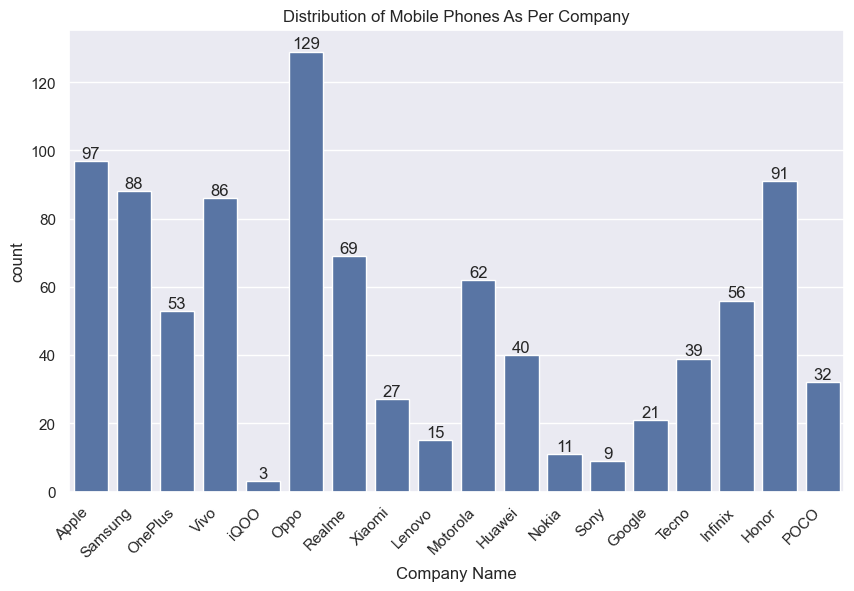 Distribution of Mobile Phones As Per Company
count
120
100
80
60
40
20
0
97
88
53
86
3
129
69
27
15
62
40
11
9
21
39
56
91
32
Apple
Samsung
OnePlus
Vivo
iQOO
Oppo
Realme
Xiaomi
Lenovo
Motorola
Huawei
Nokia
Sony
Google
Tecno
Infinix
Honor
POCO
Company Name